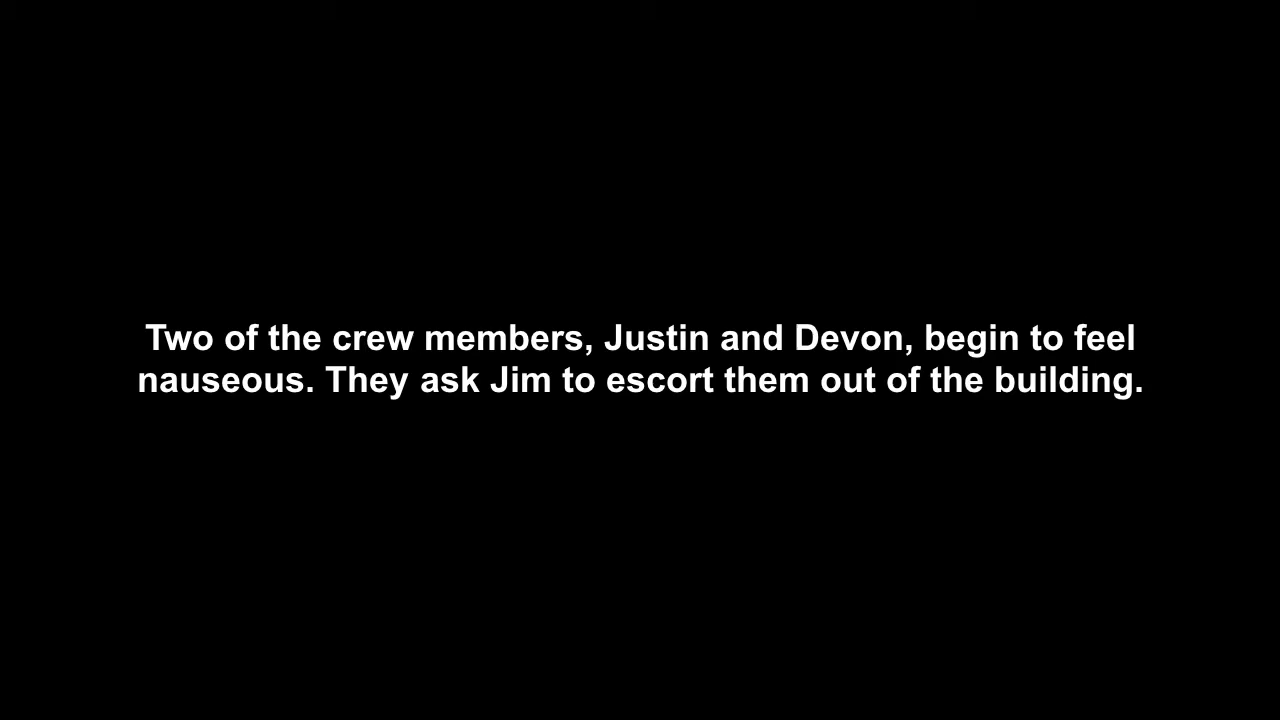 Two of the crew members, Justin and Devon, begin to feel
nauseous. They ask Jim to escort them out of the building.